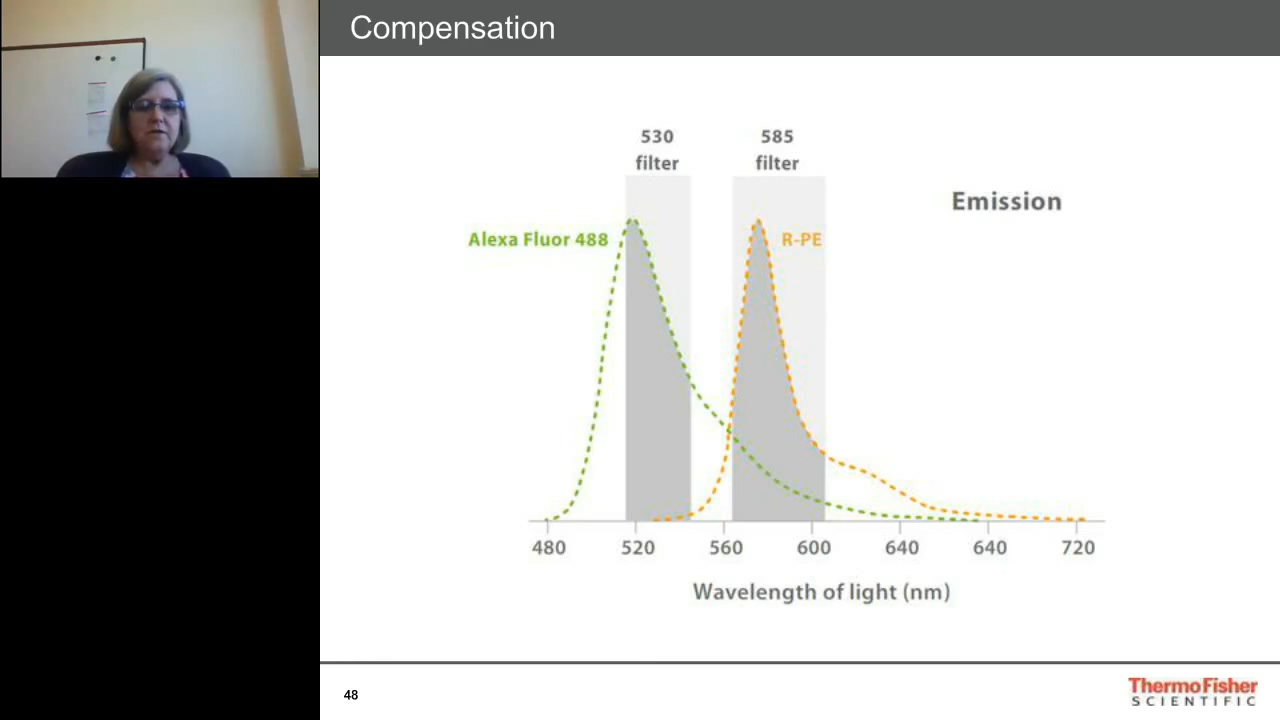 Compensation
530
filter
585
filter
Emission
Alexa Fluor 488
R-PE
480 520 560 600 640 640 720
Wavelength of light (nm)
48
ThermoFisher
SCIENTIFIC